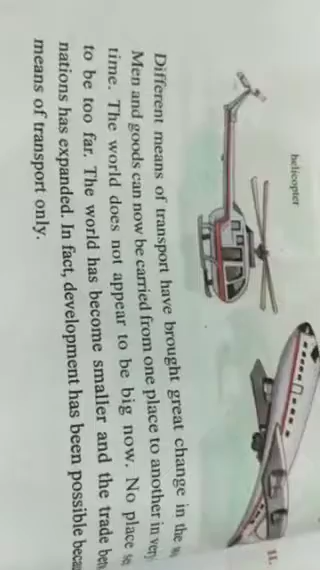 helicopter
11.
Different means of transport have brought great change in the
Men and goods can now be carried from one place to another in very
time. The world does not appear to be big now. No place
to be too far. The world has become smaller and the trade
nations has expanded. In fact, development has been possible
means of transport only.